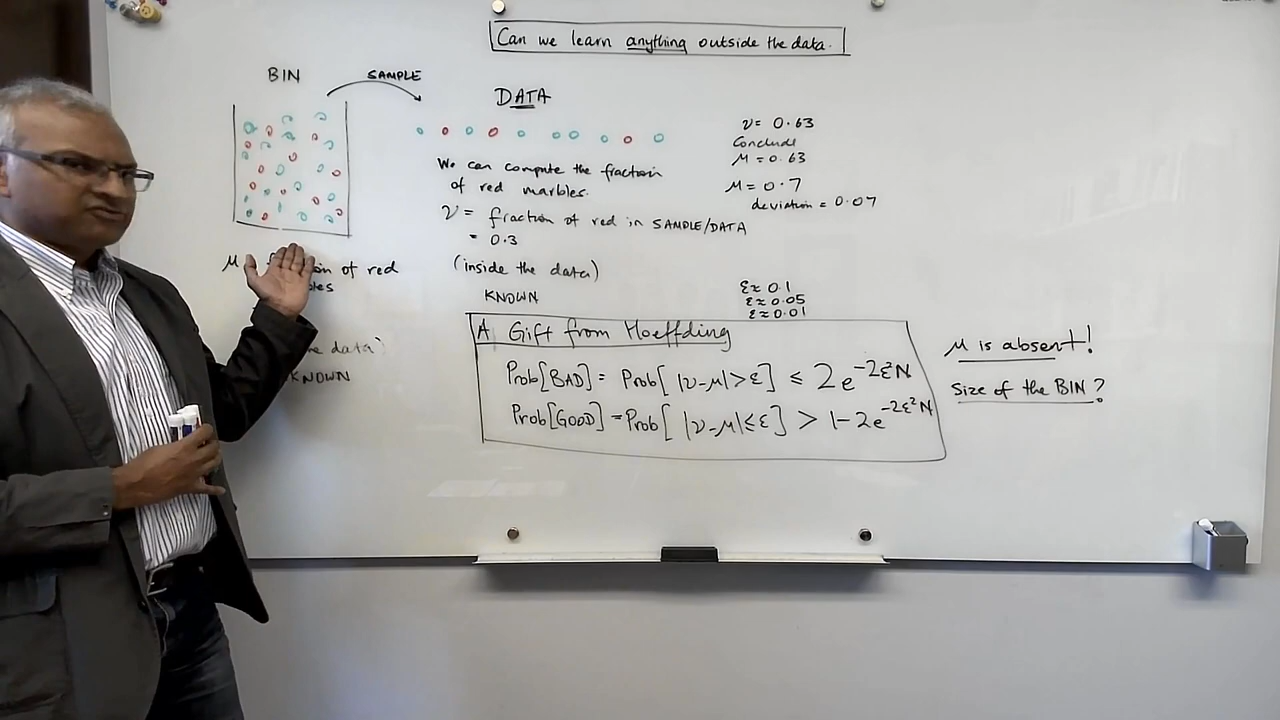 Can we learn anything outside the data.
BIN
SAMPLE
DATA
We can compute the fraction
of red marbles.
ν = fraction of red in SAMPLE/DATA
= 0.3
(inside the data)
KNOWN
ν = 0.63
Conclude
μ = 0.63
μ = 0.7
deviation = 0.07
μ of red
data)
KNOWN
ε ≈ 0.1
ε ≈ 0.05
ε ≈ 0.01
A Gift from Hoeffding
Prob[BAD] = Prob[ |ν-μ| > ε ] ≤ 2e^{-2ε²N}
Prob[GOOD] = Prob[ |ν-μ| ≤ ε ] > 1-2e^{-2ε²N}
μ is absent!
Size of the BIN?